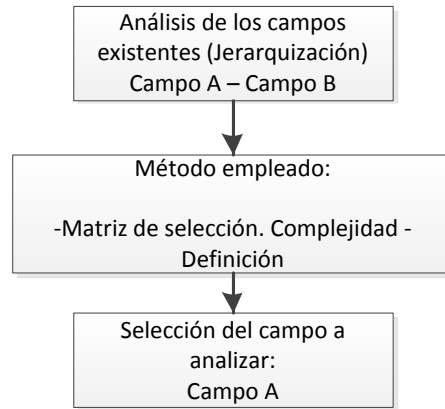 Análisis de los campos
existentes (Jerarquización)
Campo A – Campo B
Método empleado:
-Matriz de selección. Complejidad -
Definición
Selección del campo a
analizar:
Campo A